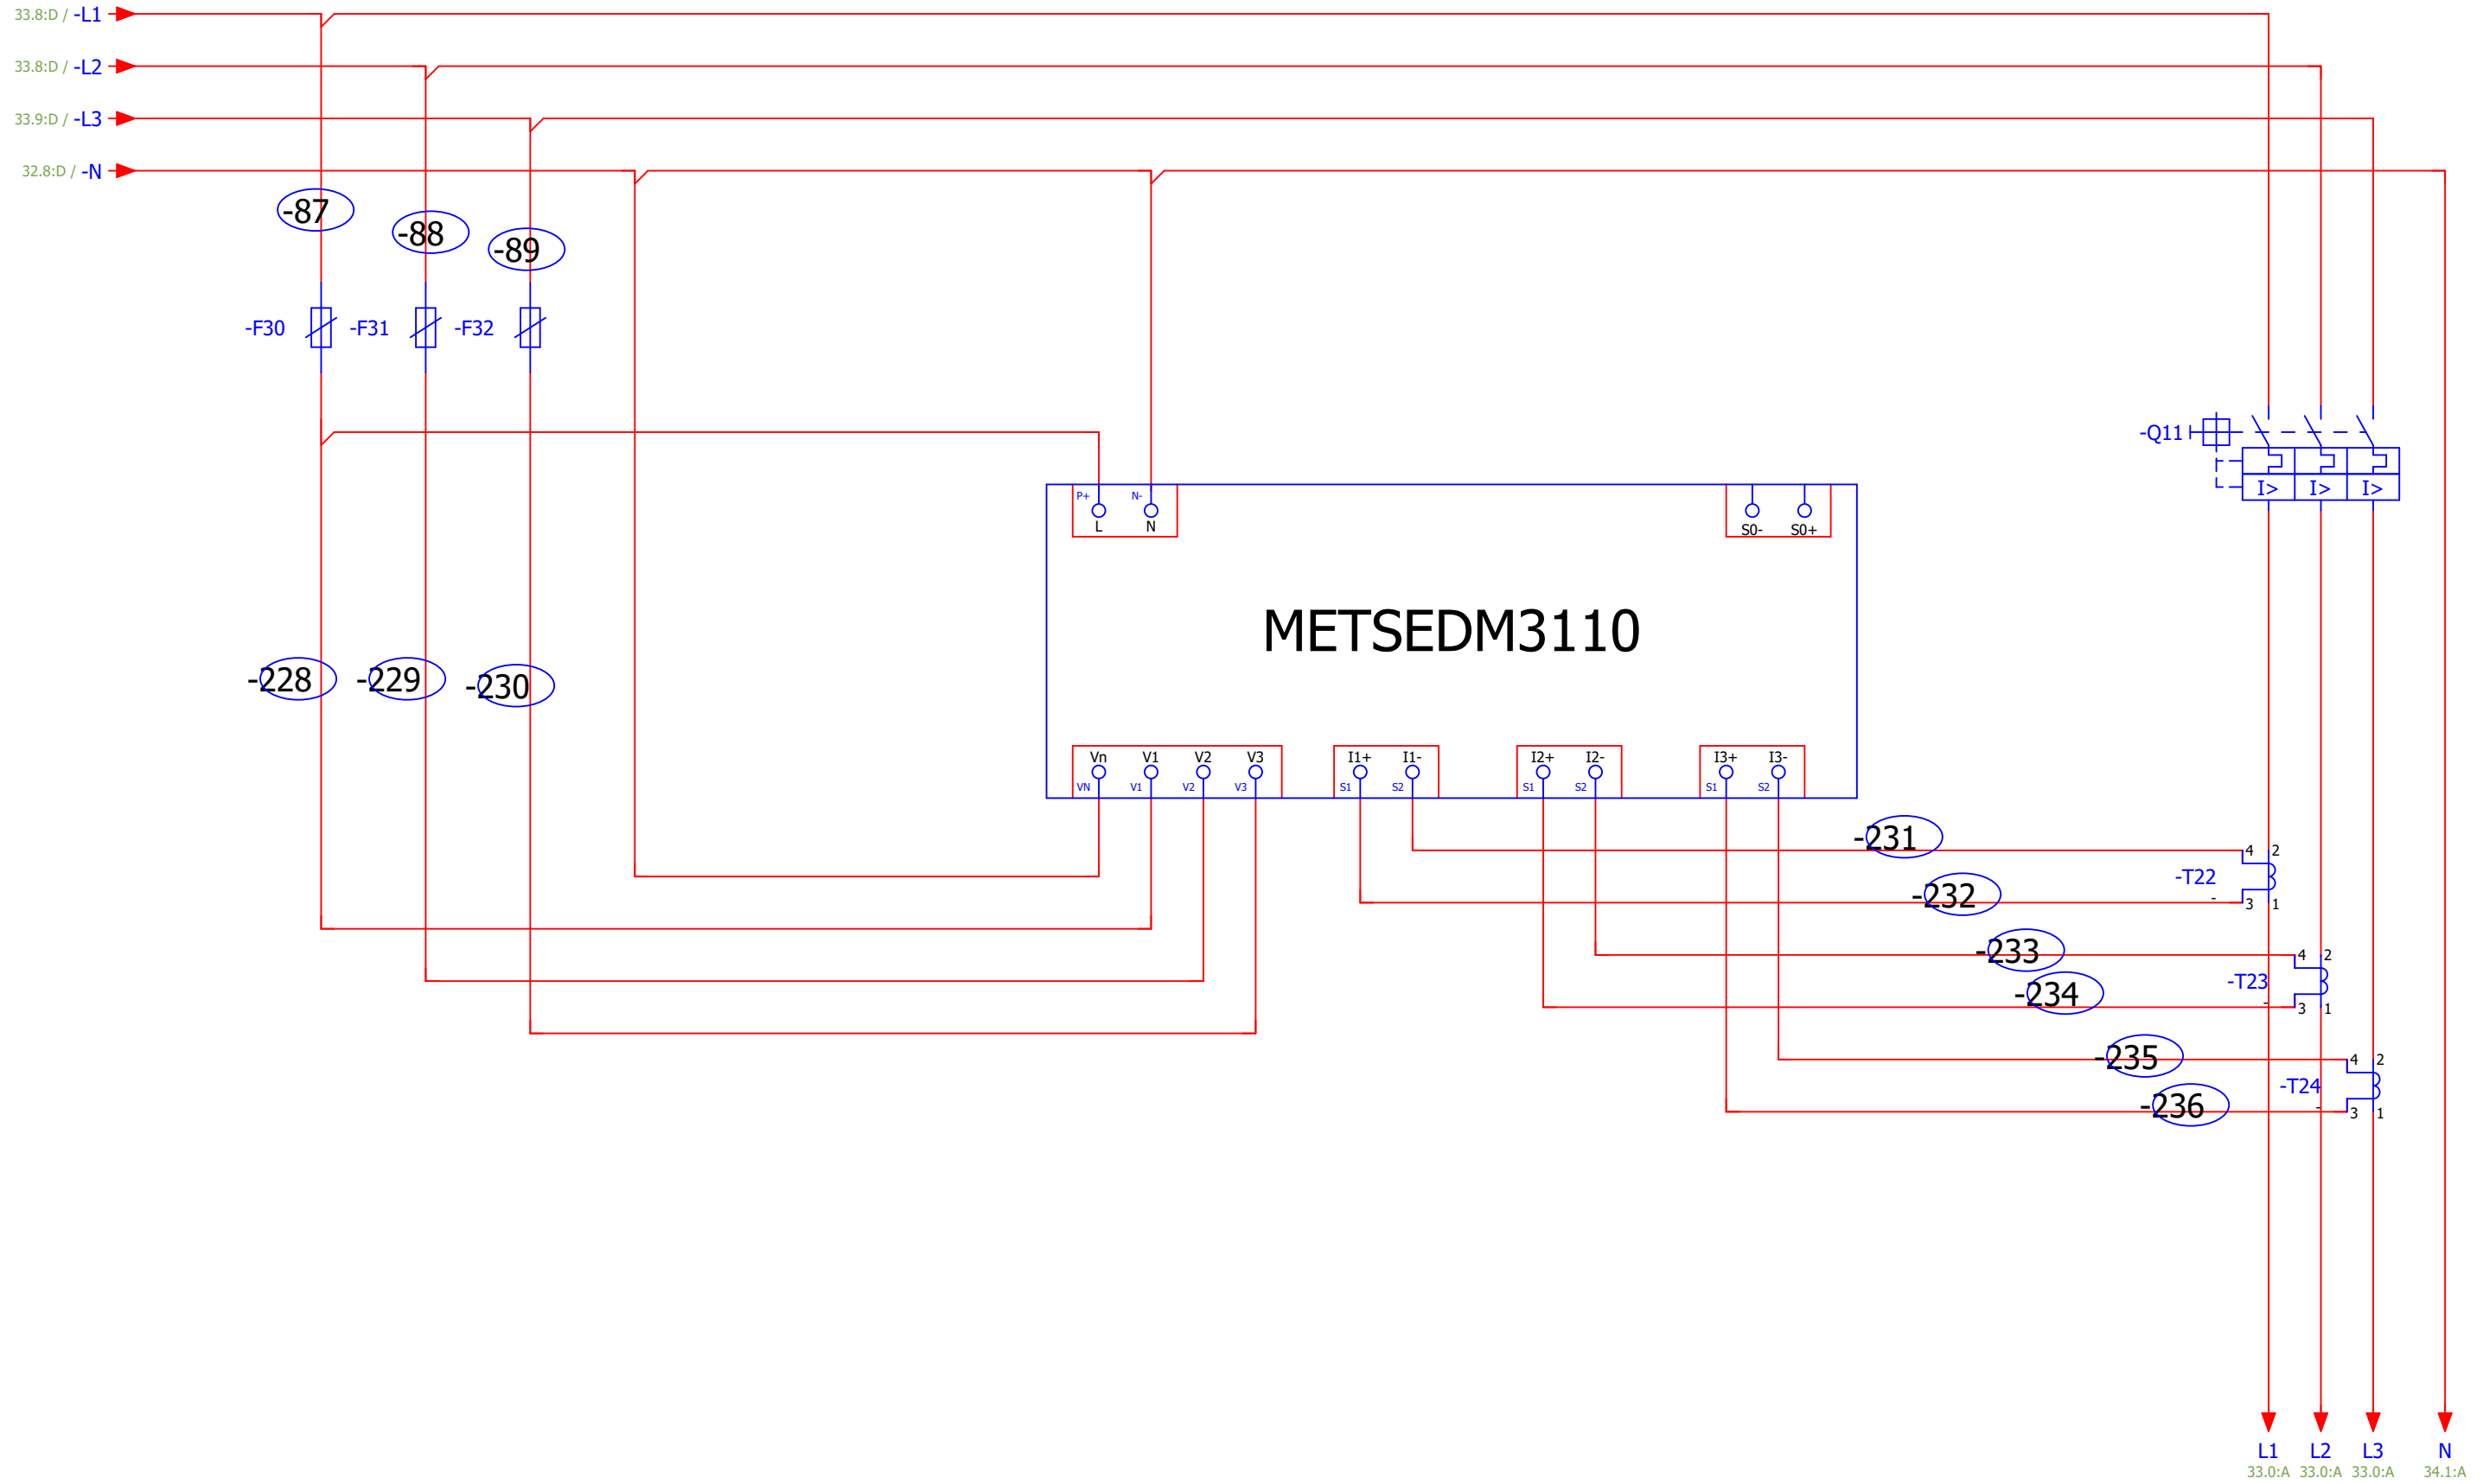 33.8:D / -L1
33.8:D / -L2
33.9:D / -L3
32.8:D / -N
-87
-88
-89
-F30
-F31
-F32
-Q11
I> I> I>
P+ N-
L N
S0- S0+
METSEDM3110
-228
-229
-230
Vn V1 V2 V3
VN V1 V2 V3
I1+ I1-
S1 S2
I2+ I2-
S1 S2
I3+ I3-
S1 S2
-231
4 2
-T22
-232
-
3 1
-233
4 2
-T23
-234
-
3 1
-235
4 2
-T24
-236
-
3 1
L1 L2 L3 N
33.0:A 33.0:A 33.0:A 34.1:A